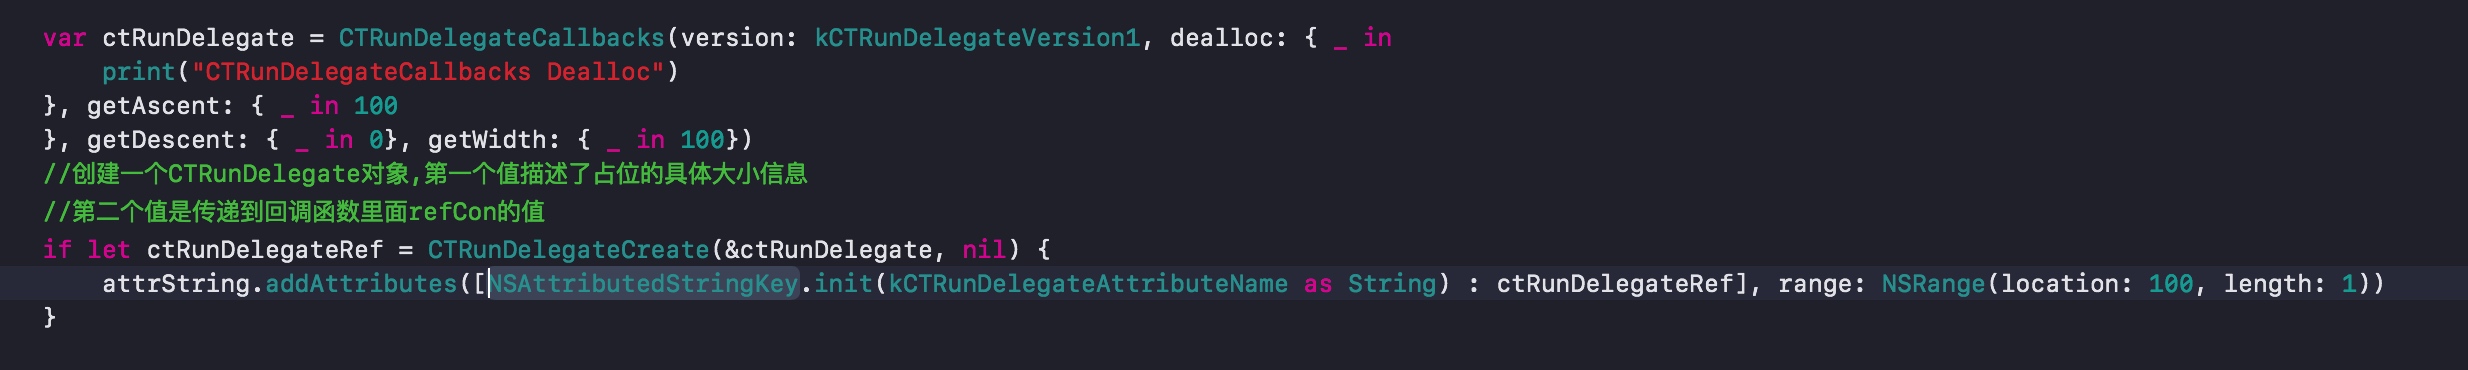 var ctRunDelegate = CTRunDelegateCallbacks(version: kCTRunDelegateVersion1, dealloc: { _ in
    print("CTRunDelegateCallbacks Dealloc")
}, getAscent: { _ in 100
}, getDescent: { _ in 0}, getWidth: { _ in 100})
//创建一个CTRunDelegate对象,第一个值描述了占位的具体大小信息
//第二个值是传递到回调函数里面refCon的值
if let ctRunDelegateRef = CTRunDelegateCreate(&ctRunDelegate, nil) {
    attrString.addAttributes([NSAttributedStringKey.init(kCTRunDelegateAttributeName as String) : ctRunDelegateRef], range: NSRange(location: 100, length: 1))
}